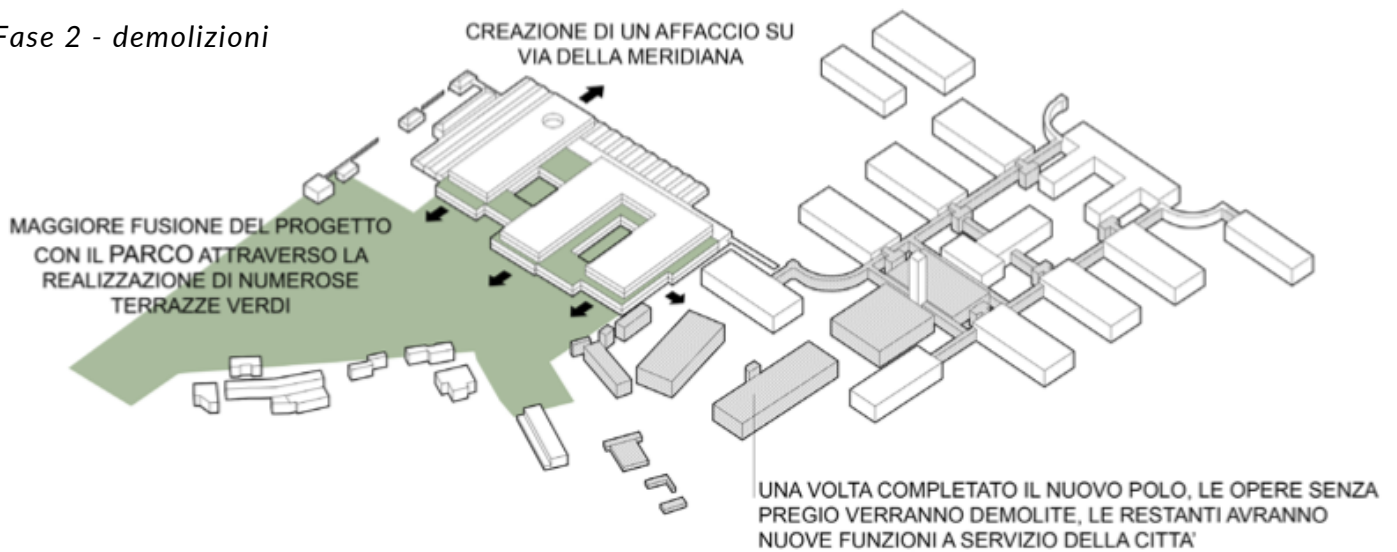 Fase 2 - demolizioni
CREAZIONE DI UN AFFACCIO SU
VIA DELLA MERIDIANA
MAGGIORE FUSIONE DEL PROGETTO
CON IL PARCO ATTRAVERSO LA
REALIZZAZIONE DI NUMEROSE
TERRAZZE VERDI
UNA VOLTA COMPLETATO IL NUOVO POLO, LE OPERE SENZA
PREGIO VERRANNO DEMOLITE, LE RESTANTI AVRANNO
NUOVE FUNZIONI A SERVIZIO DELLA CITTA'